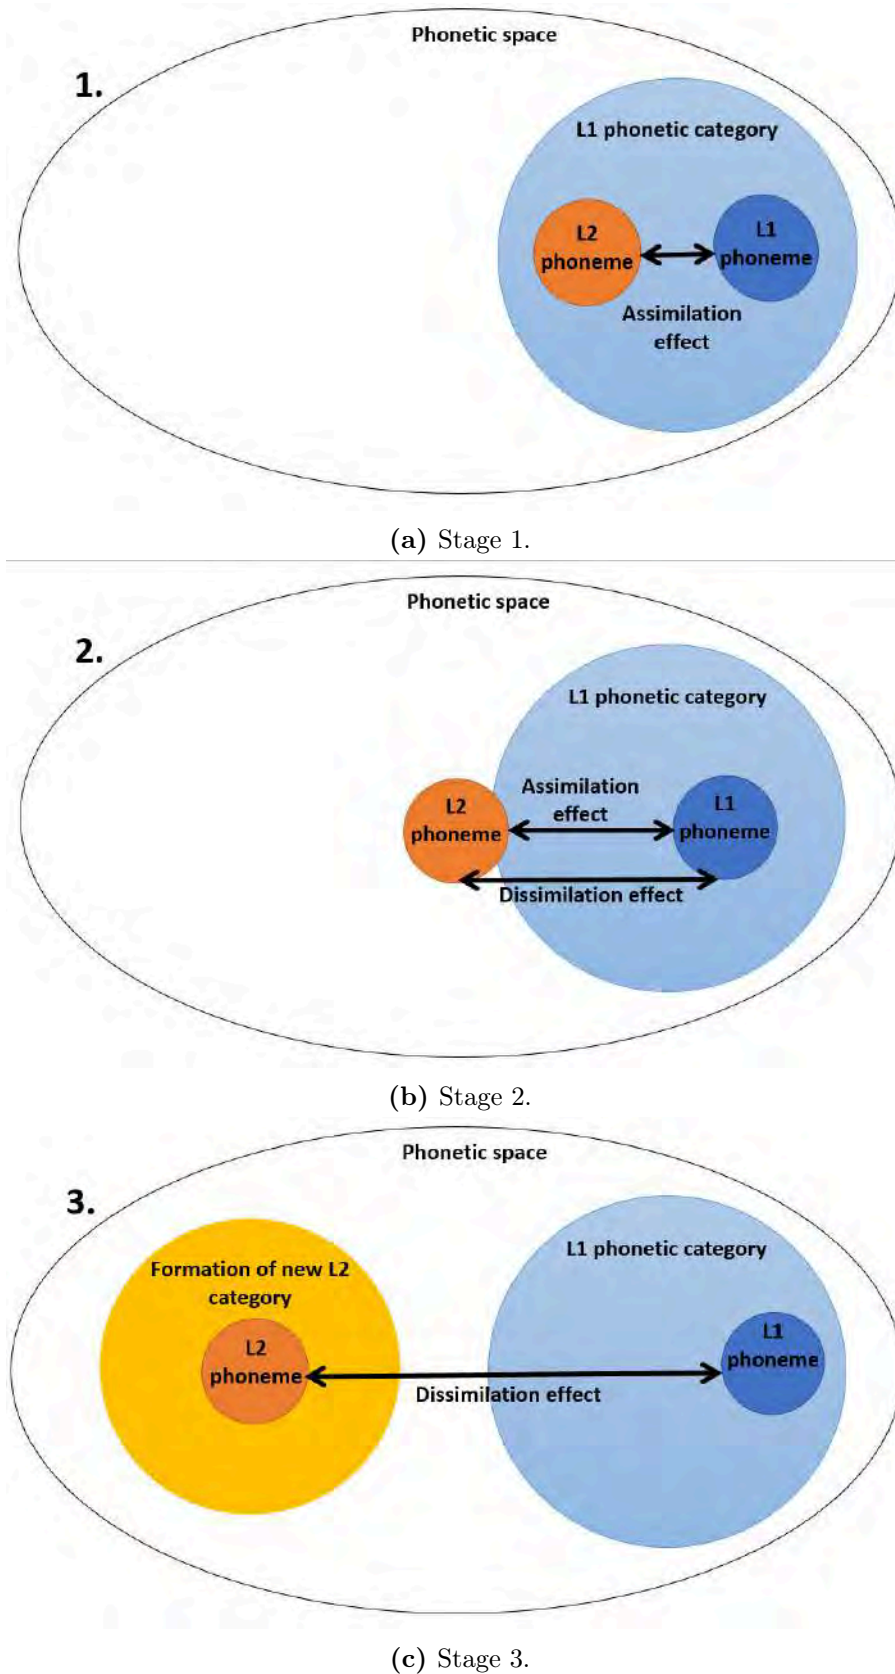 Phonetic space
1.
L1 phonetic category
L2
phoneme
L1
phoneme
Assimilation
effect
(a) Stage 1.
Phonetic space
2.
L1 phonetic category
Assimilation
effect
L2
phoneme
L1
phoneme
Dissimilation effect
(b) Stage 2.
Phonetic space
3.
Formation of new L2
category
L1 phonetic category
L2
phoneme
L1
phoneme
Dissimilation effect
(c) Stage 3.